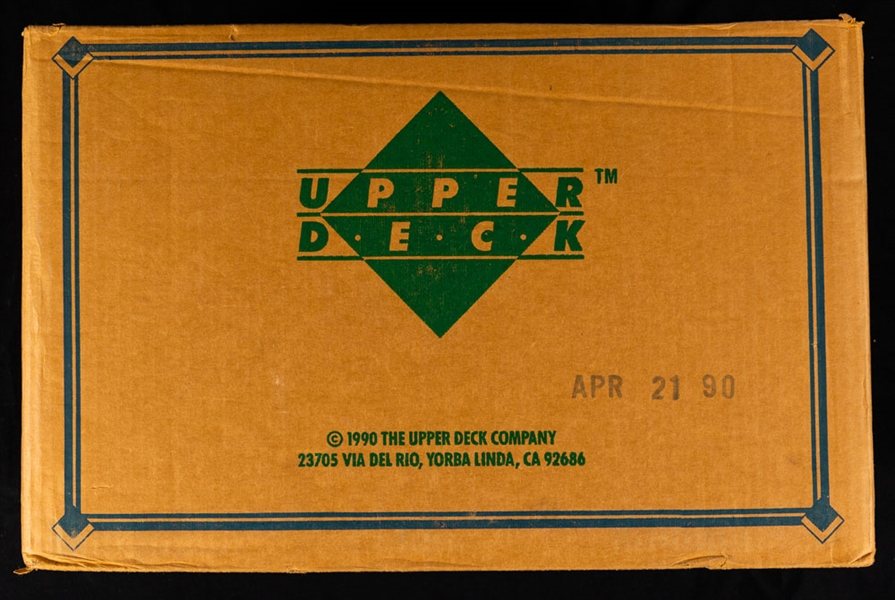 UPPER TM
D·E·C·K
APR 21 90
© 1990 THE UPPER DECK COMPANY
23705 VIA DEL RIO, YORBA LINDA, CA 92686